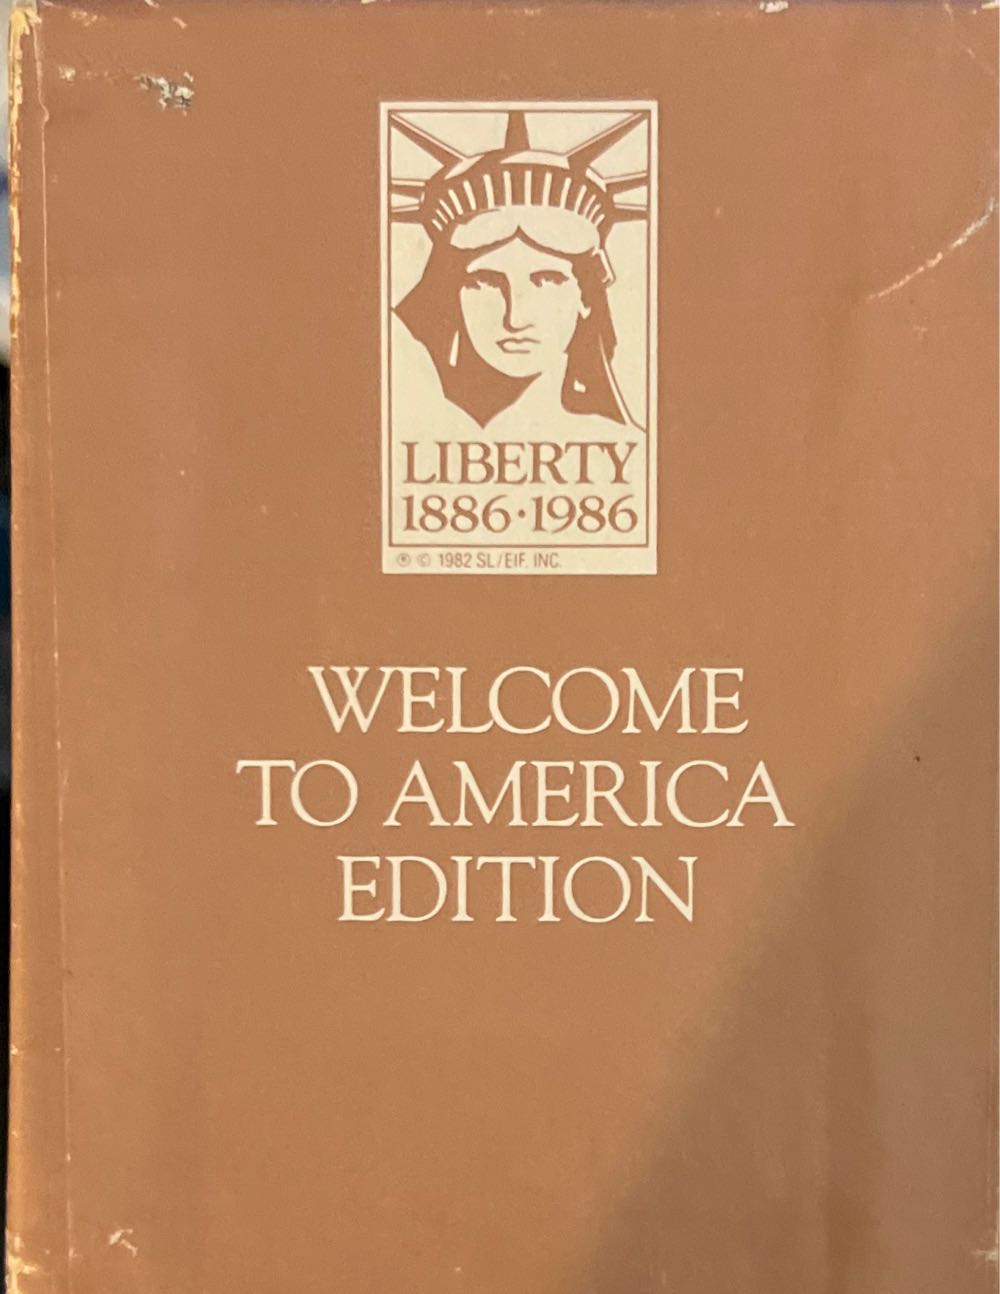 LIBERTY
1886·1986
® © 1982 SL/EIF. INC.
WELCOME
TO AMERICA
EDITION